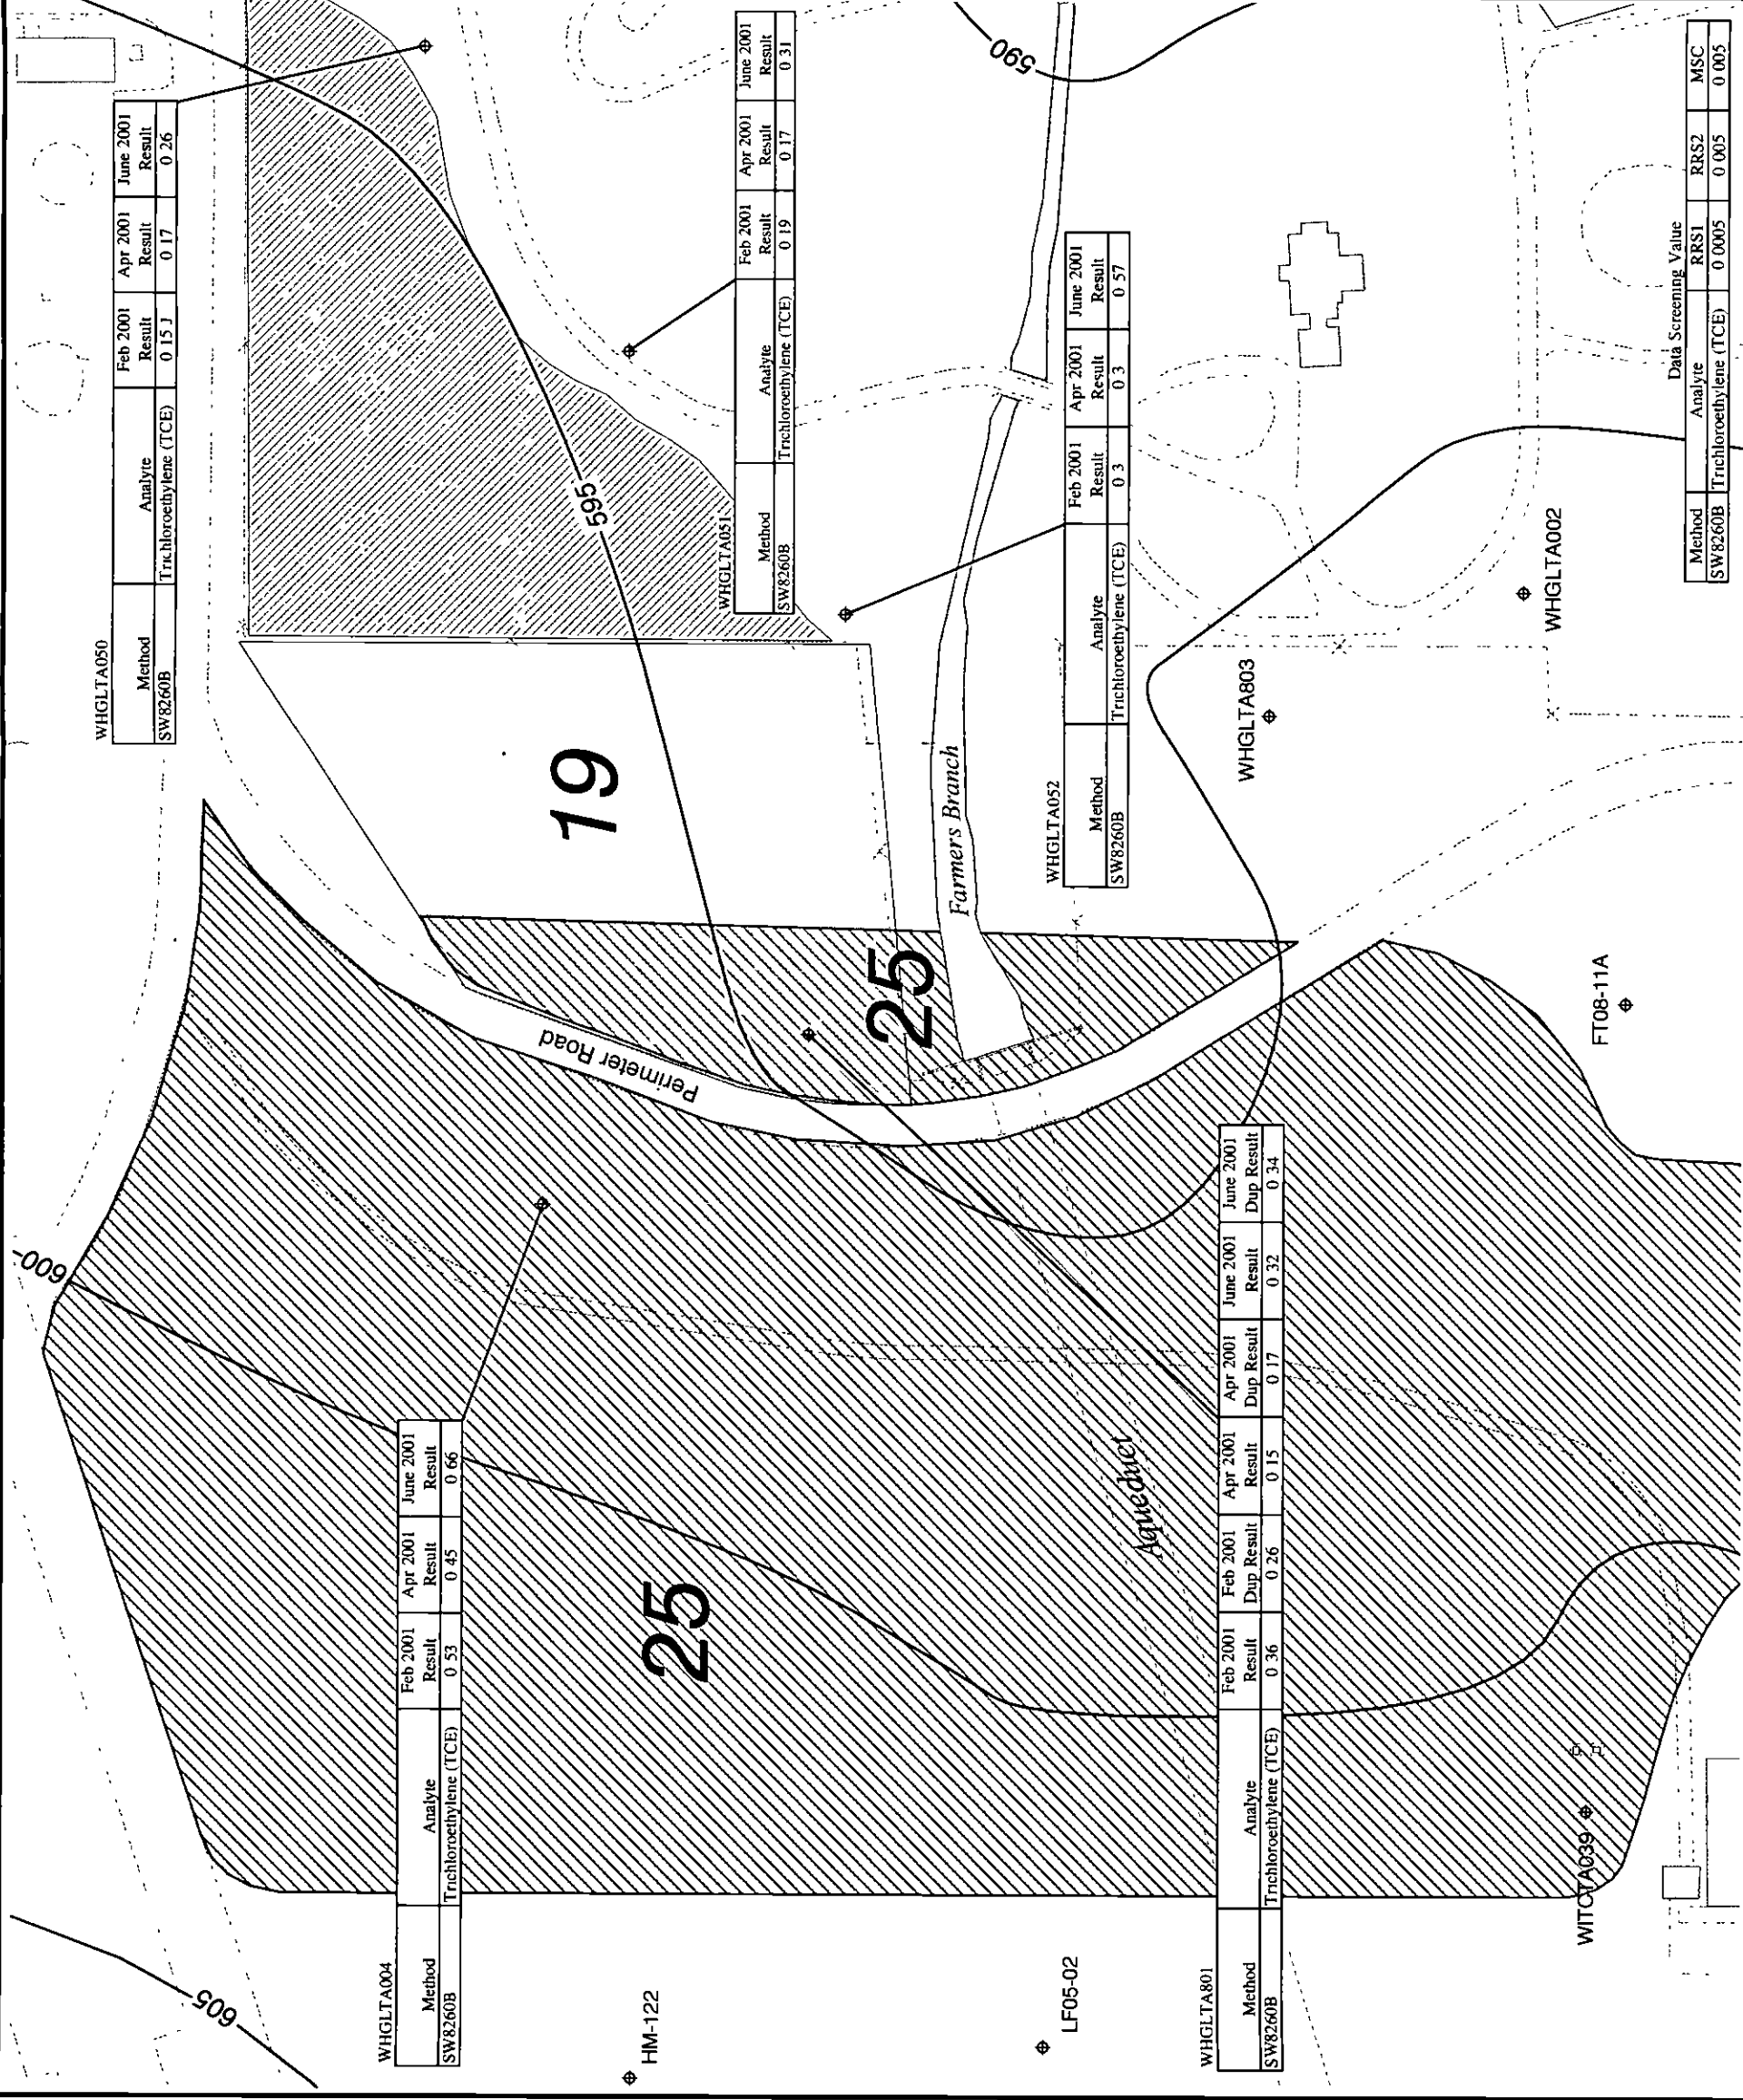 WHGLTA004
Method Analyte Feb 2001 Result Apr 2001 Result June 2001 Result
SW8260B Trichloroethylene (TCE) 0 53 0 45 0 66
WHGLTA050
Method Analyte Feb 2001 Result Apr 2001 Result June 2001 Result
SW8260B Trichloroethylene (TCE) 0 15 J 0 17 0 26
WHGLTA051
Method Analyte Feb 2001 Result Apr 2001 Result June 2001 Result
SW8260B Trichloroethylene (TCE) 0 19 0 17 0 31
WHGLTA052
Method Analyte Feb 2001 Result Apr 2001 Result June 2001 Result
SW8260B Trichloroethylene (TCE) 0 3 0 3 0 57
WHGLTA801
Method Analyte Feb 2001 Result Feb 2001 Dup Result Apr 2001 Result Apr 2001 Dup Result June 2001 Result June 2001 Dup Result
SW8260B Trichloroethylene (TCE) 0 36 0 26 0 15 0 17 0 32 0 34
605
600
595
590
19
25
25
Perimeter Road
Farmers Branch
Aqueduct
HM-122
LF05-02
WITCTA039
FT08-11A
WHGLTA803
WHGLTA002
Data Screening Value
Method Analyte RRS1 RRS2 MSC
SW8260B Trichloroethylene (TCE) 0 0005 0 005 0 005